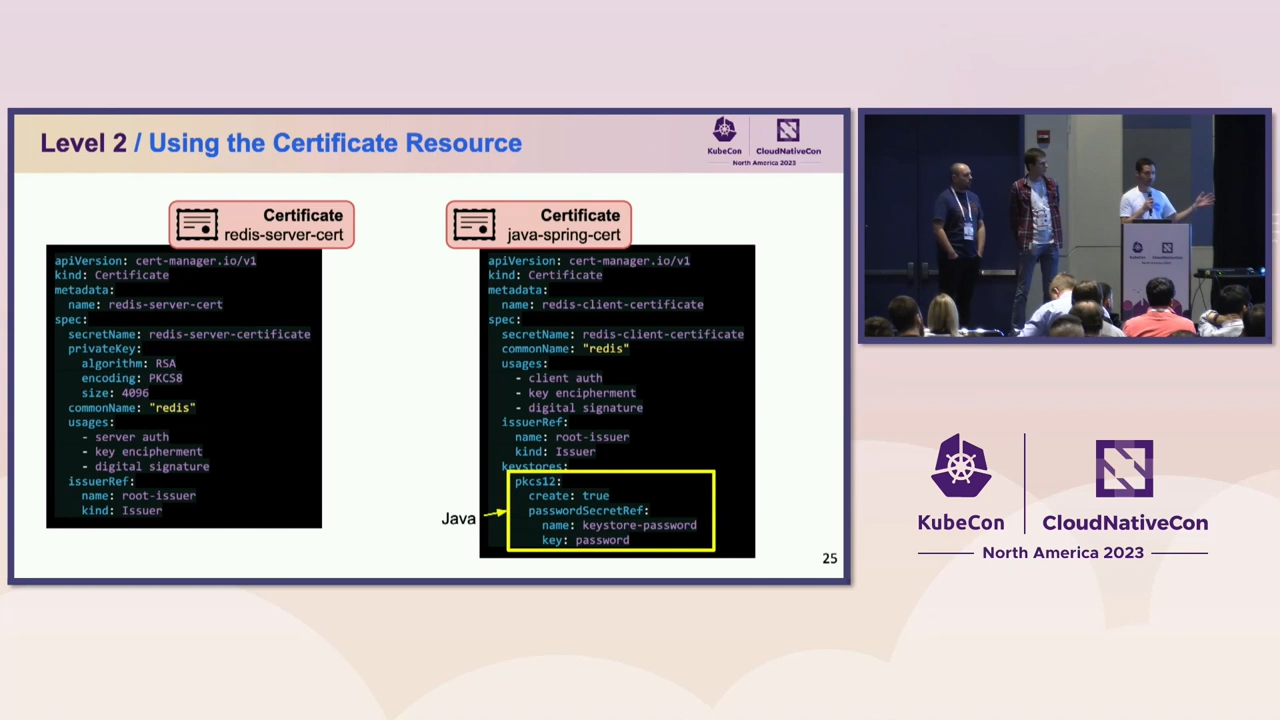 Level 2 / Using the Certificate Resource
KubeCon
CloudNativeCon
North America 2023
Certificate
redis-server-cert
apiVersion: cert-manager.io/v1
kind: Certificate
metadata:
  name: redis-server-cert
spec:
  secretName: redis-server-certificate
  privateKey:
    algorithm: RSA
    encoding: PKCS8
    size: 4096
  commonName: "redis"
  usages:
    - server auth
    - key encipherment
    - digital signature
  issuerRef:
    name: root-issuer
    kind: Issuer
Certificate
java-spring-cert
apiVersion: cert-manager.io/v1
kind: Certificate
metadata:
  name: redis-client-certificate
spec:
  secretName: redis-client-certificate
  commonName: "redis"
  usages:
    - client auth
    - key encipherment
    - digital signature
  issuerRef:
    name: root-issuer
    kind: Issuer
  keystores:
    pkcs12:
      create: true
      passwordSecretRef:
        name: keystore-password
        key: password
Java
25
KubeCon
CloudNativeCon
KubeCon
CloudNativeCon
North America 2023